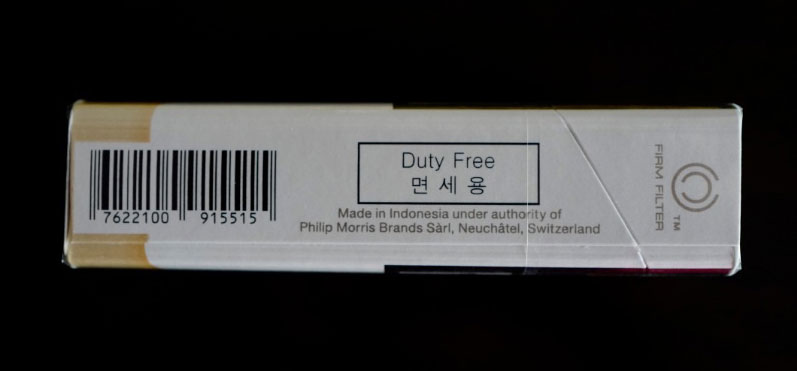 Duty Free
면 세 용
Made in Indonesia under authority of
Philip Morris Brands Sàrl, Neuchâtel, Switzerland
7622100 915515
FIRM FILTER
TM